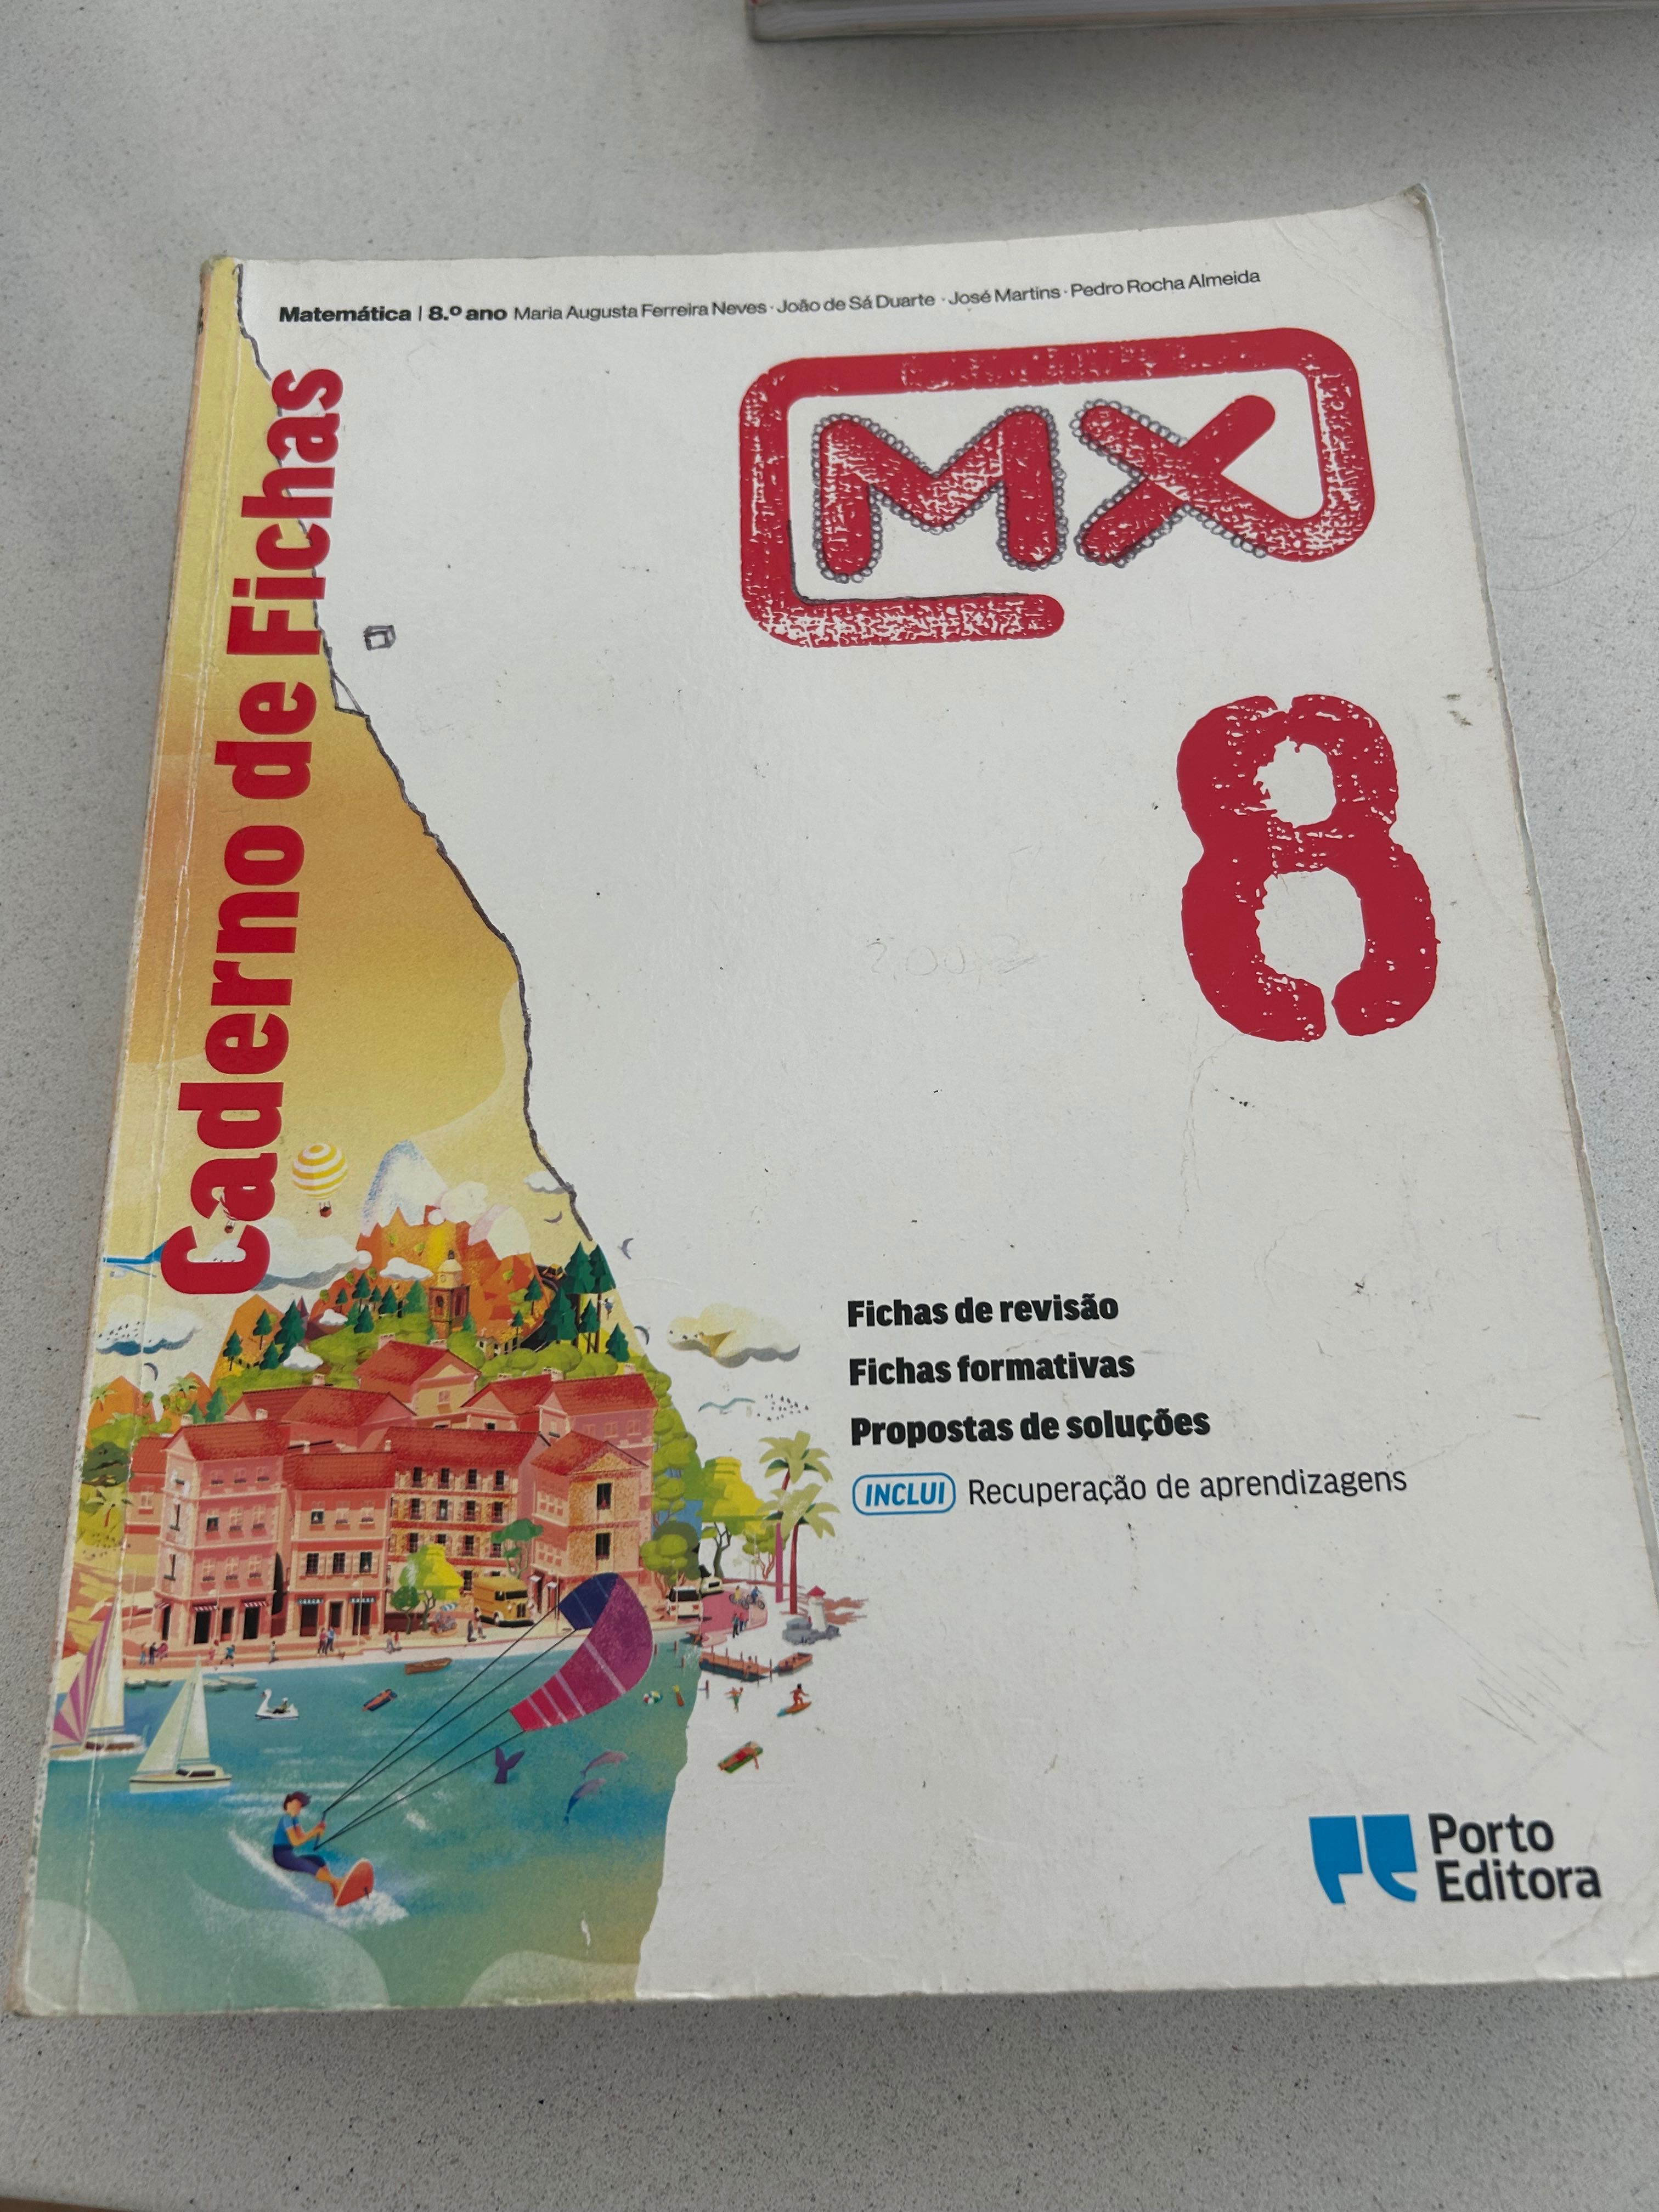 Matemática | 8.º ano Maria Augusta Ferreira Neves · João de Sá Duarte · José Martins · Pedro Rocha Almeida
Caderno de Fichas
MX
8
Fichas de revisão
Fichas formativas
Propostas de soluções
INCLUI Recuperação de aprendizagens
Porto
Editora